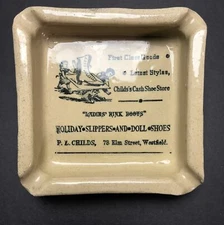 First Class Goods
Latest Styles,
Childs's Cash Shoe Store
"LADIES' RINK BOOTS"
HOLIDAY★SLIPPERS★AND★DOLL★SHOES
P. L. CHILDS, 73 Elm Street, Westfield.